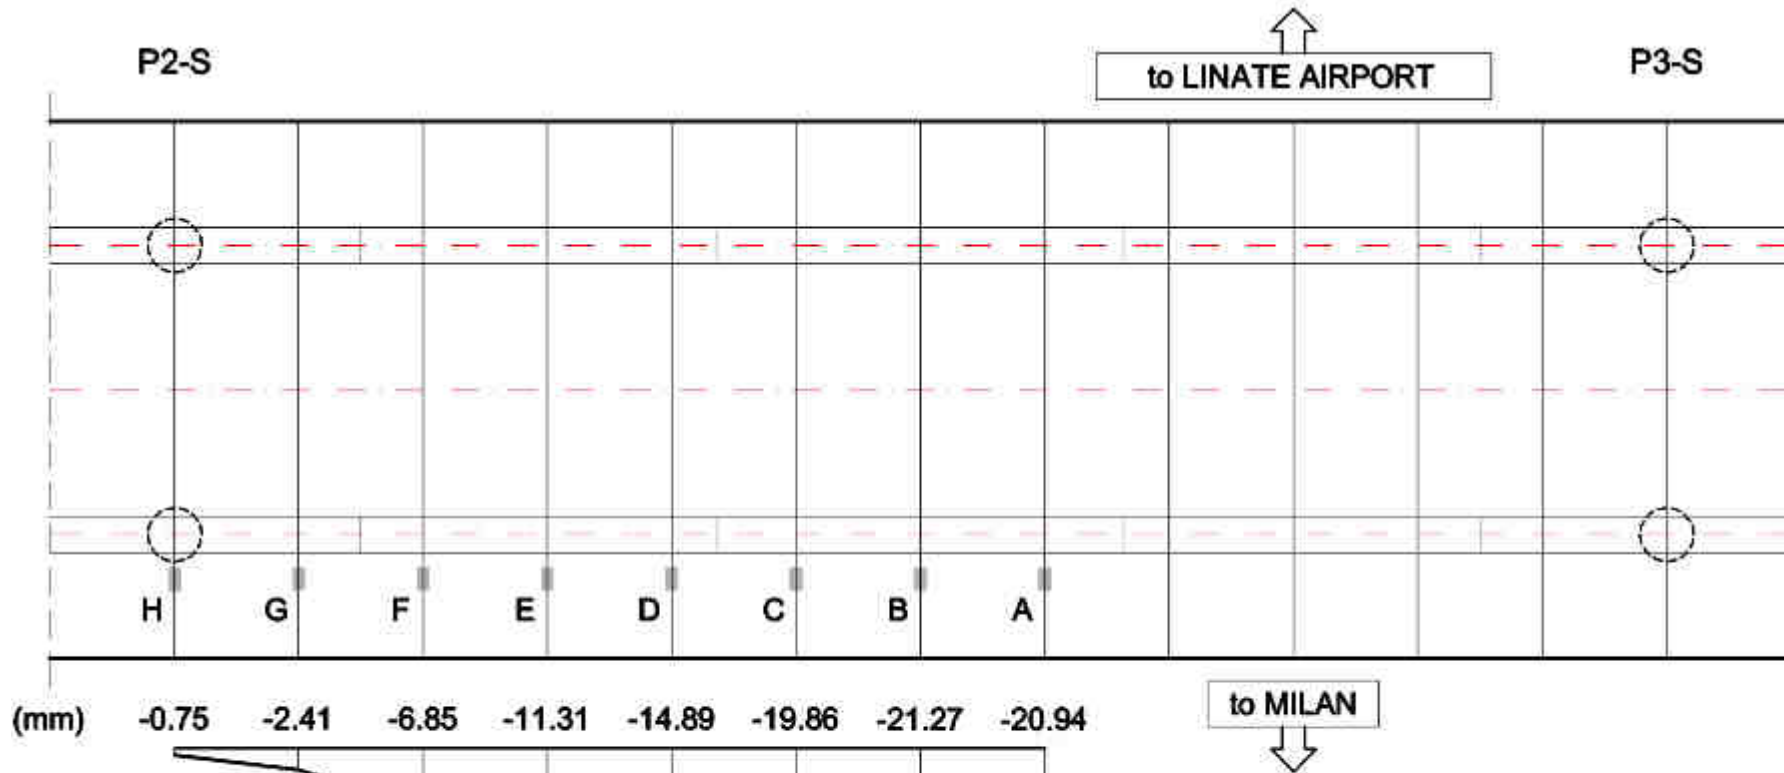 P2-S
to LINATE AIRPORT
P3-S
H G F E D C B A
(mm) -0.75 -2.41 -6.85 -11.31 -14.89 -19.86 -21.27 -20.94
to MILAN